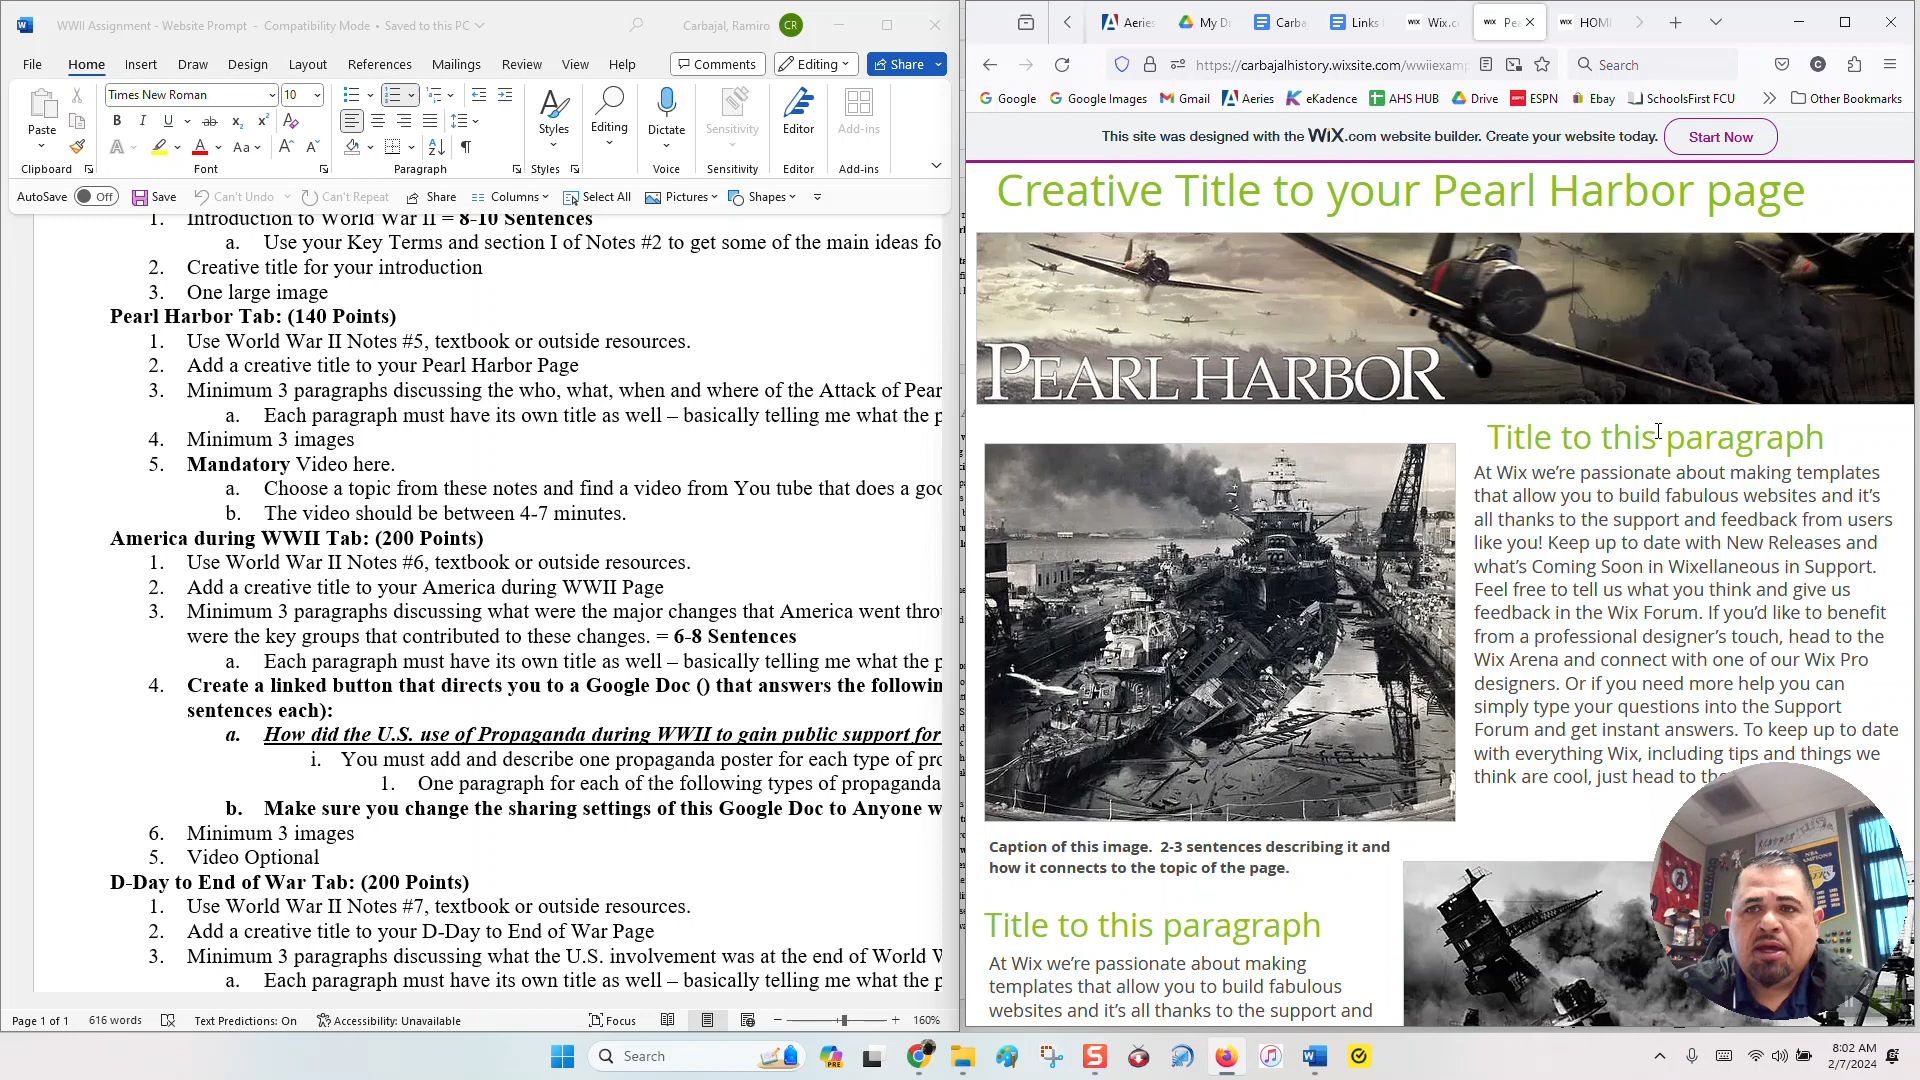 WWII Assignment - Website Prompt - Compatibility Mode • Saved to this PC
Carbajal, Ramiro
CR
File Home Insert Draw Design Layout References Mailings Review View Help
Comments
Editing
Share
Paste
Times New Roman
10
Styles
Editing
Dictate
Sensitivity
Editor
Add-ins
Clipboard
Font
Paragraph
Styles
Voice
Sensitivity
Editor
Add-ins
AutoSave
Off
Save
Can't Undo
Can't Repeat
Share
Columns
Select All
Pictures
Shapes
1. Introduction to World War II = 8-10 Sentences
a. Use your Key Terms and section I of Notes #2 to get some of the main ideas fo
2. Creative title for your introduction
3. One large image
Pearl Harbor Tab: (140 Points)
1. Use World War II Notes #5, textbook or outside resources.
2. Add a creative title to your Pearl Harbor Page
3. Minimum 3 paragraphs discussing the who, what, when and where of the Attack of Pear
a. Each paragraph must have its own title as well – basically telling me what the p
4. Minimum 3 images
5. Mandatory Video here.
a. Choose a topic from these notes and find a video from You tube that does a goo
b. The video should be between 4-7 minutes.
America during WWII Tab: (200 Points)
1. Use World War II Notes #6, textbook or outside resources.
2. Add a creative title to your America during WWII Page
3. Minimum 3 paragraphs discussing what were the major changes that America went throu
were the key groups that contributed to these changes. = 6-8 Sentences
a. Each paragraph must have its own title as well – basically telling me what the p
4. Create a linked button that directs you to a Google Doc () that answers the followin
sentences each):
a. How did the U.S. use of Propaganda during WWII to gain public support for
i. You must add and describe one propaganda poster for each type of pro
1. One paragraph for each of the following types of propaganda
b. Make sure you change the sharing settings of this Google Doc to Anyone w
6. Minimum 3 images
5. Video Optional
D-Day to End of War Tab: (200 Points)
1. Use World War II Notes #7, textbook or outside resources.
2. Add a creative title to your D-Day to End of War Page
3. Minimum 3 paragraphs discussing what the U.S. involvement was at the end of World W
a. Each paragraph must have its own title as well – basically telling me what the p
Page 1 of 1
616 words
Text Predictions: On
Accessibility: Unavailable
Focus
160%
Aeries
My Dr
Carba
Links
Wix.c
Pea
HOM
https://carbajalhistory.wixsite.com/wwiiexamp
Search
Google Google Images Gmail Aeries eKadence AHS HUB Drive ESPN Ebay SchoolsFirst FCU Other Bookmarks
This site was designed with the WiX.com website builder. Create your website today.
Start Now
Creative Title to your Pearl Harbor page
PEARL HARBOR
Title to this paragraph
At Wix we're passionate about making templates
that allow you to build fabulous websites and it's
all thanks to the support and feedback from users
like you! Keep up to date with New Releases and
what's Coming Soon in Wixellaneous in Support.
Feel free to tell us what you think and give us
feedback in the Wix Forum. If you'd like to benefit
from a professional designer's touch, head to the
Wix Arena and connect with one of our Wix Pro
designers. Or if you need more help you can
simply type your questions into the Support
Forum and get instant answers. To keep up to date
with everything Wix, including tips and things we
think are cool, just head to the
Caption of this image. 2-3 sentences describing it and
how it connects to the topic of the page.
Title to this paragraph
At Wix we're passionate about making
templates that allow you to build fabulous
websites and it's all thanks to the support and
Search
8:02 AM
2/7/2024